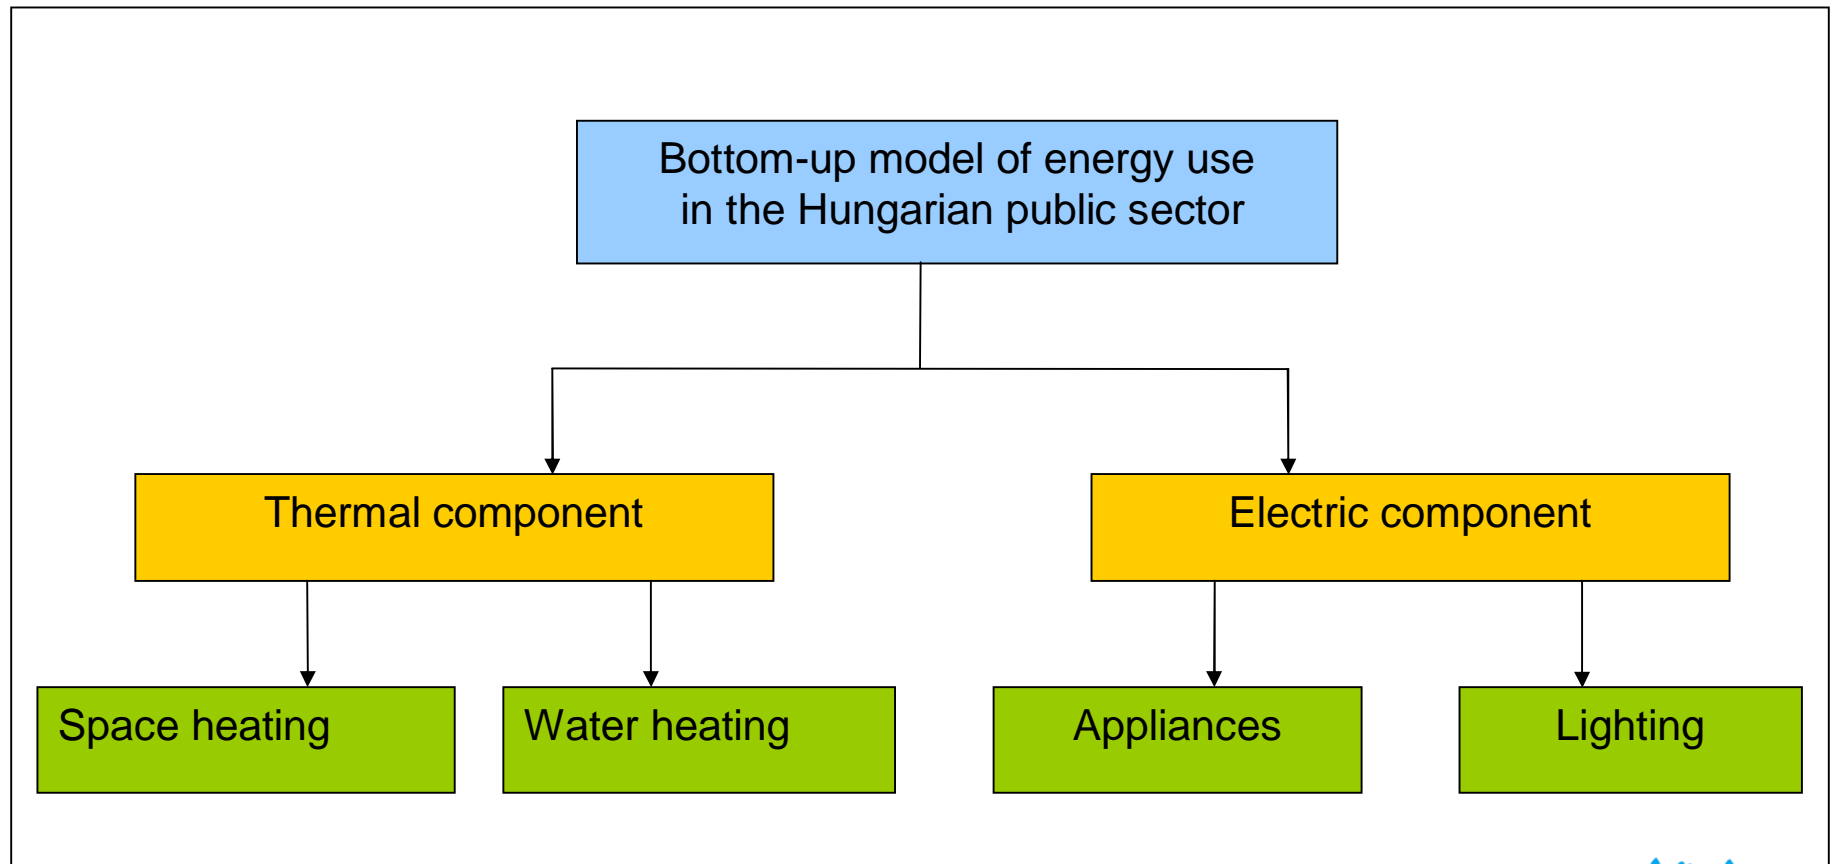 Bottom-up model of energy use
in the Hungarian public sector
Thermal component
Electric component
Space heating
Water heating
Appliances
Lighting